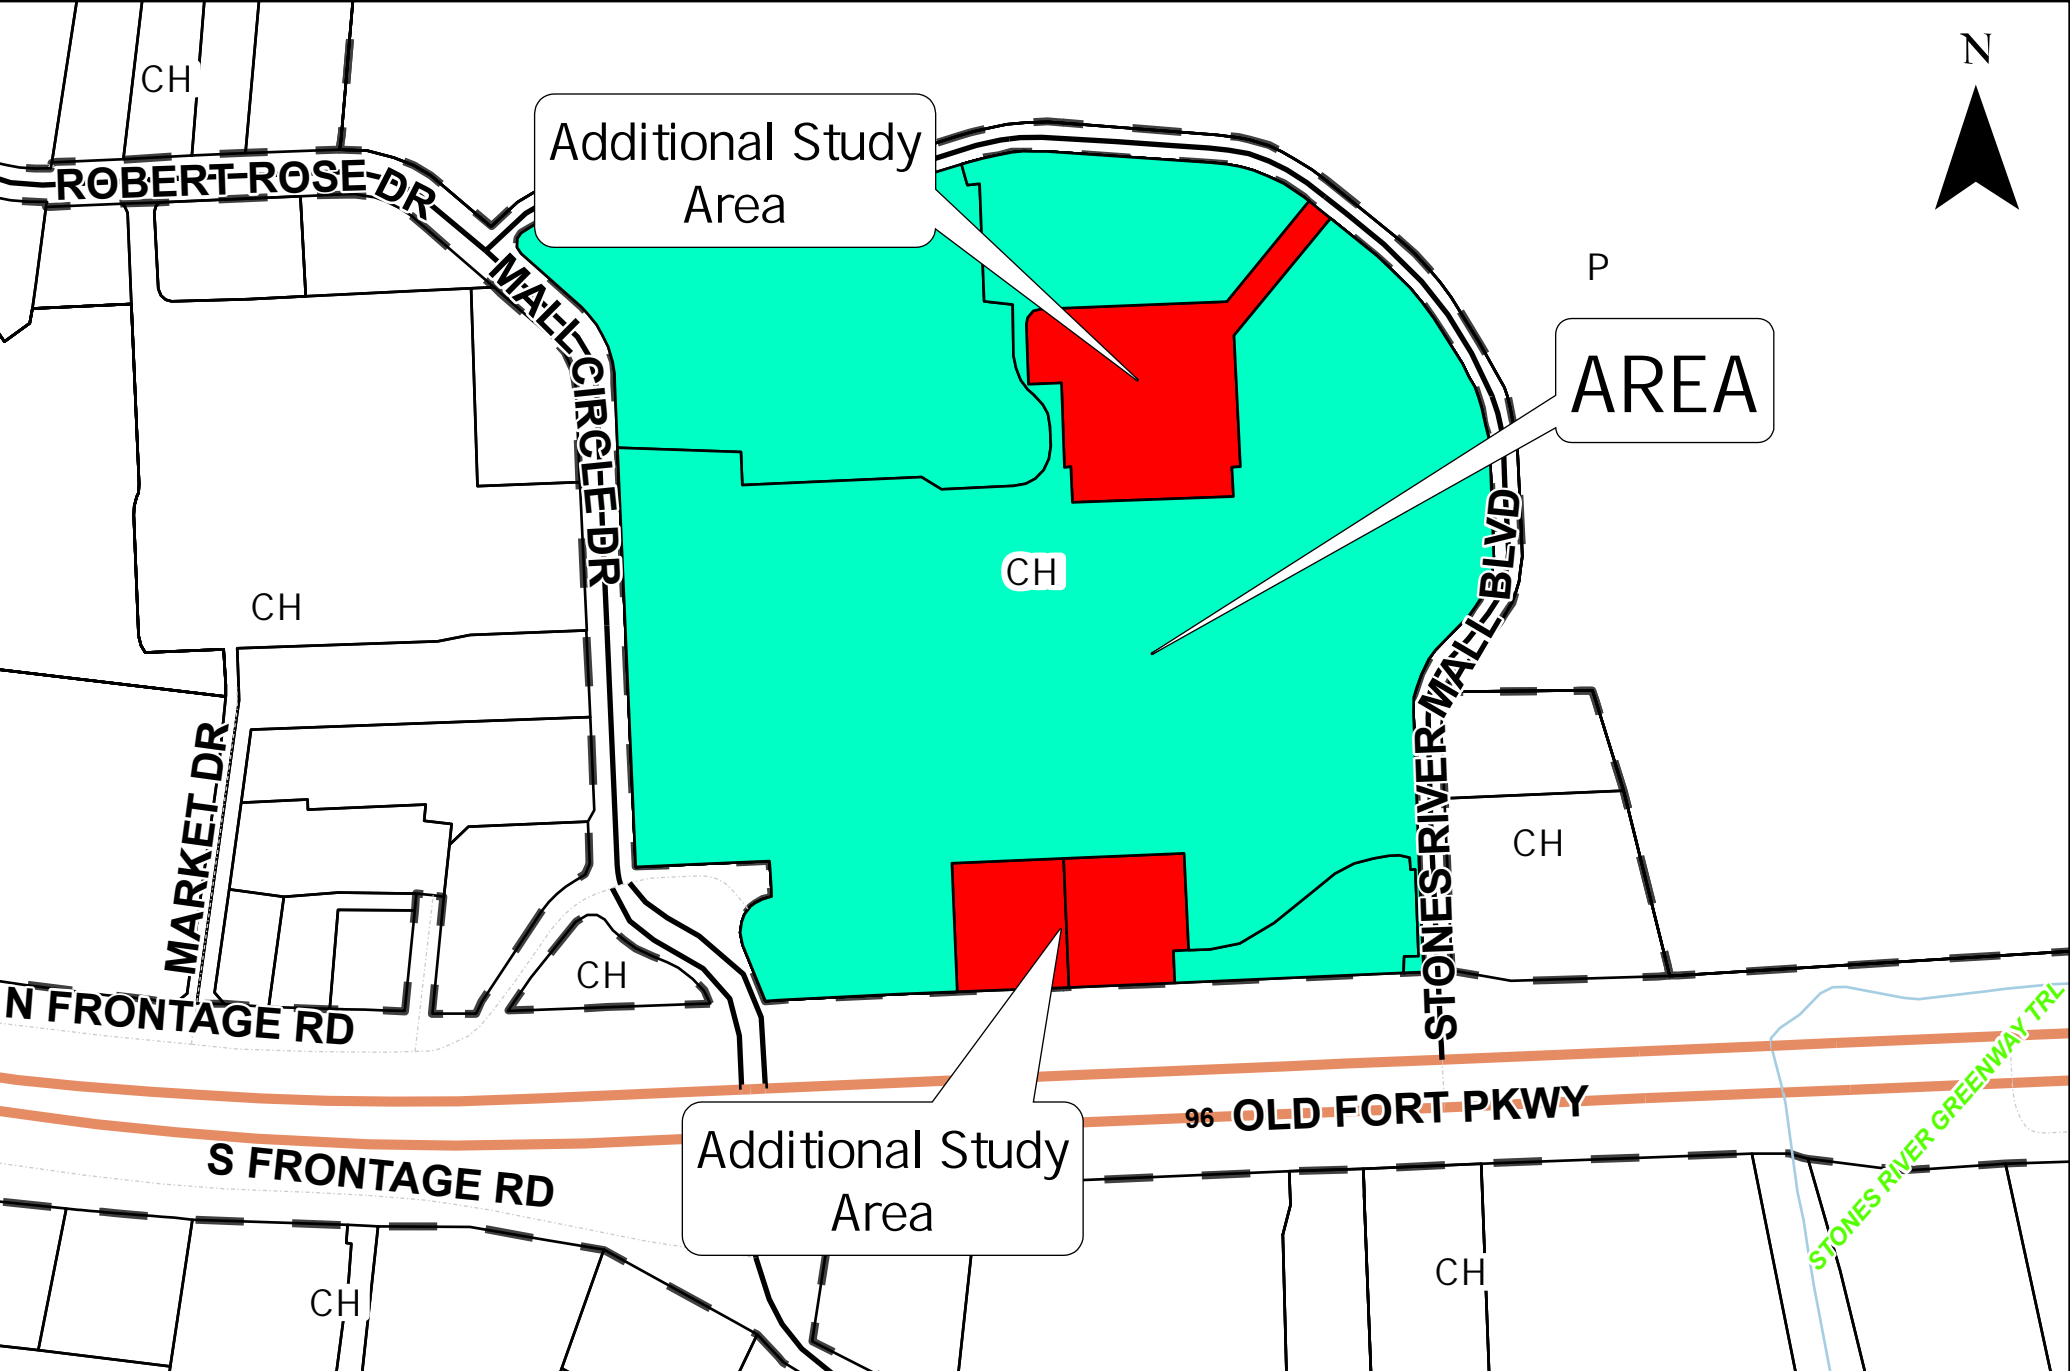 CH
N
Additional Study
Area
ROBERT ROSE DR
P
MALL CIRCLE DR
AREA
CH
CH
STONES RIVER MALL BLVD
MARKET DR
CH
CH
N FRONTAGE RD
STONES RIVER GREENWAY TRL
96 OLD FORT PKWY
S FRONTAGE RD
Additional Study
Area
CH
CH